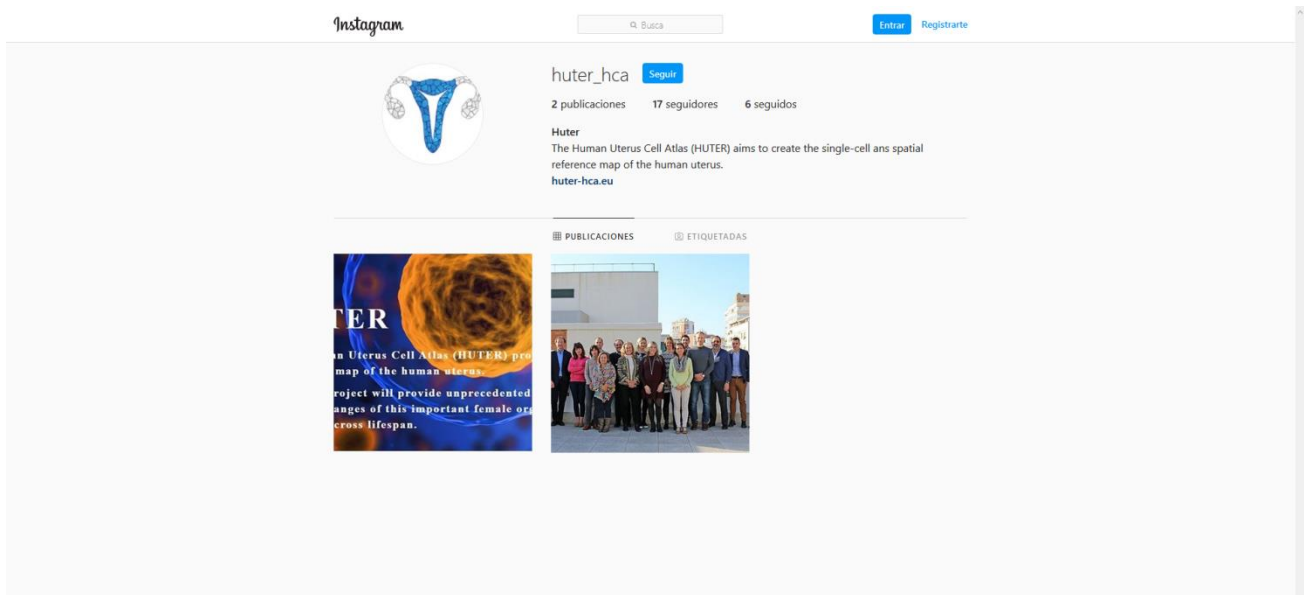 Instagram
Busca
Entrar
Registrarte
huter_hca
Seguir
2 publicaciones 17 seguidores 6 seguidos
Huter
The Human Uterus Cell Atlas (HUTER) aims to create the single-cell ans spatial
reference map of the human uterus.
huter-hca.eu
PUBLICACIONES
ETIQUETADAS
TER
an Uterus Cell Atlas (HUTER) pro
map of the human uterus.
roject will provide unprecedented
anges of this important female org
cross lifespan.